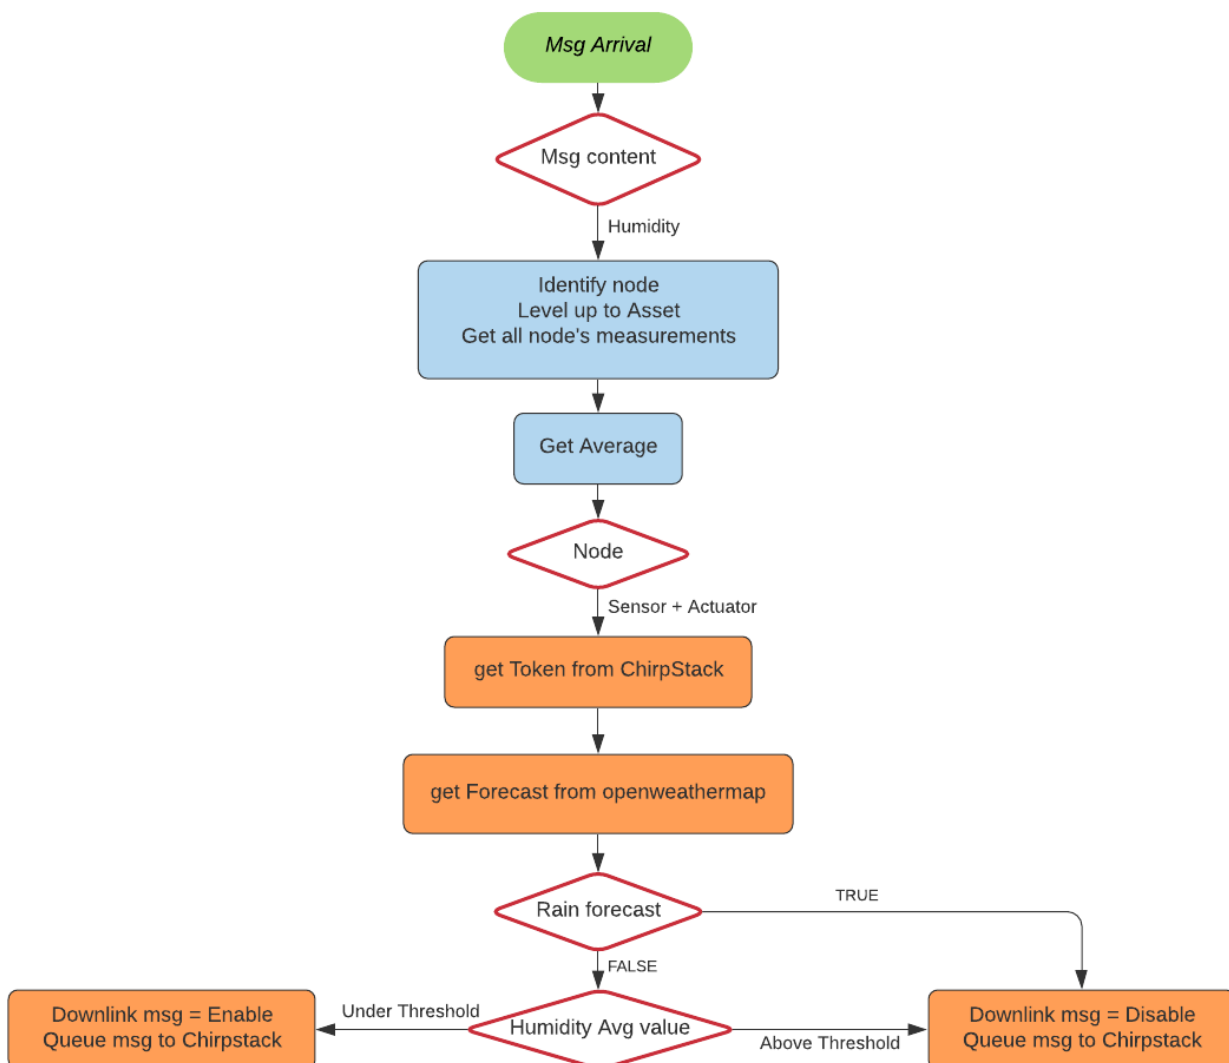 Msg Arrival
Msg content
Humidity
Identify node
Level up to Asset
Get all node's measurements
Get Average
Node
Sensor + Actuator
get Token from ChirpStack
get Forecast from openweathermap
Rain forecast
TRUE
FALSE
Downlink msg = Enable
Queue msg to Chirpstack
Under Threshold
Humidity Avg value
Above Threshold
Downlink msg = Disable
Queue msg to Chirpstack